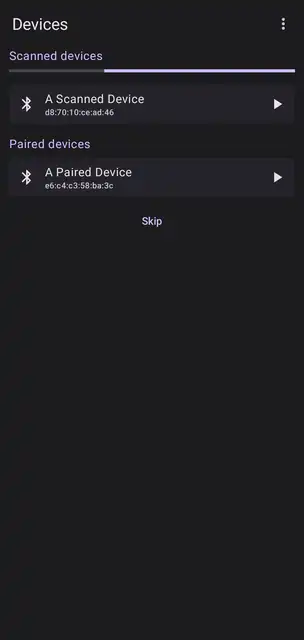 Devices
Scanned devices
A Scanned Device
d8:70:10:ce:ad:46
Paired devices
A Paired Device
e6:c4:c3:58:ba:3c
Skip